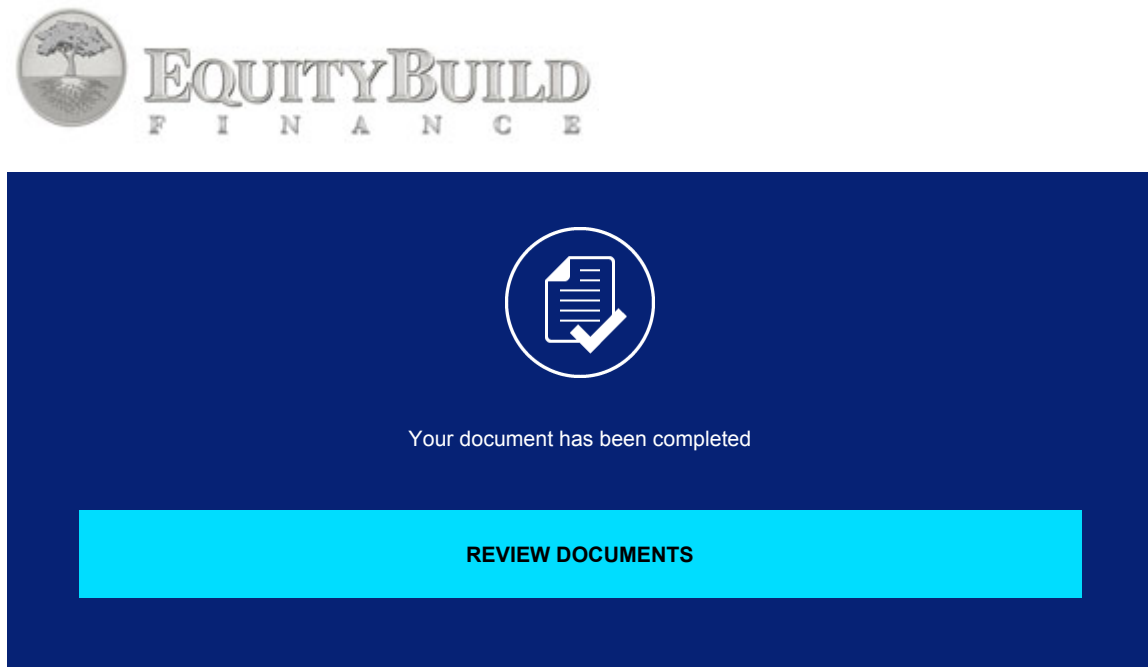 EQUITYBUILD
FINANCE
Your document has been completed
REVIEW DOCUMENTS